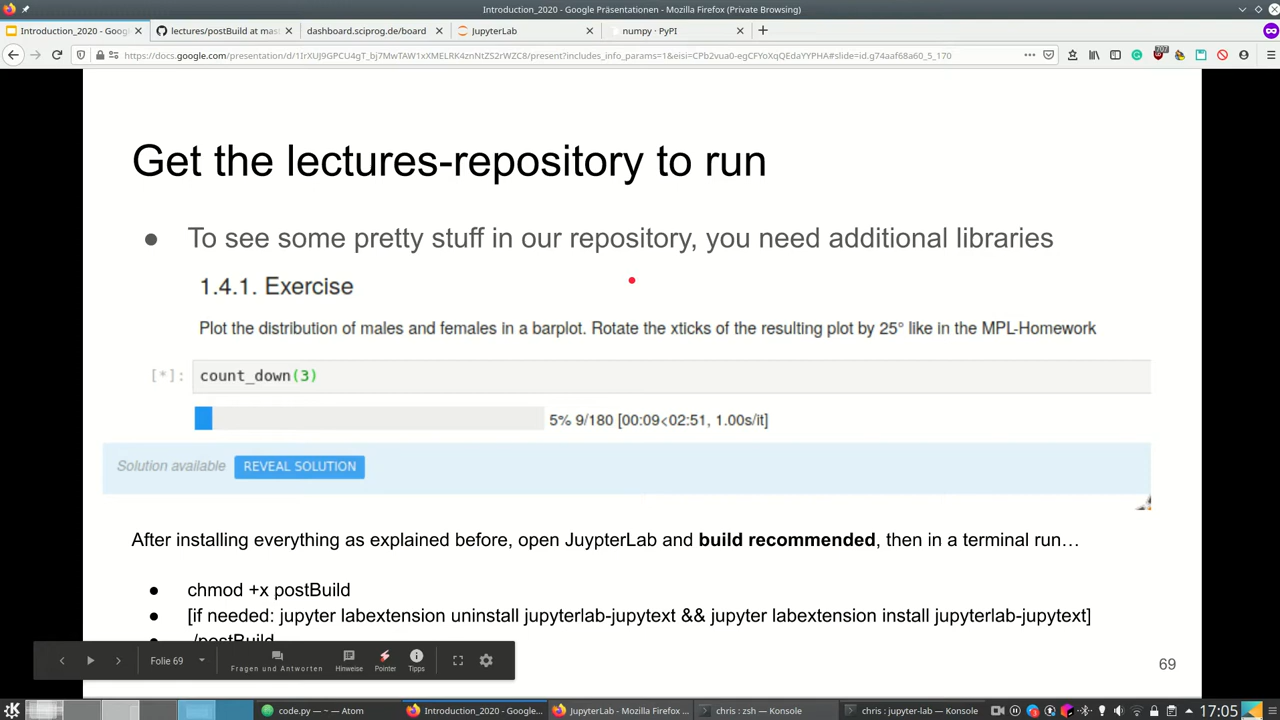 Introduction_2020 - Google Präsentationen - Mozilla Firefox (Private Browsing)
Introduction_2020 - Goog
lectures/postBuild at mast
dashboard.sciprog.de/board
JupyterLab
numpy · PyPI
Get the lectures-repository to run
● To see some pretty stuff in our repository, you need additional libraries
1.4.1. Exercise
Plot the distribution of males and females in a barplot. Rotate the xticks of the resulting plot by 25° like in the MPL-Homework
[*]: count_down(3)
5% 9/180 [00:09<02:51, 1.00s/it]
Solution available REVEAL SOLUTION
After installing everything as explained before, open JuypterLab and build recommended, then in a terminal run…
● chmod +x postBuild
● [if needed: jupyter labextension uninstall jupyterlab-jupytext && jupyter labextension install jupyterlab-jupytext]
● ./postBuild
Folie 69
Fragen und Antworten
Hinweise
Pointer
Tipps
69
code.py — ~ — Atom
Introduction_2020 - Google...
JupyterLab - Mozilla Firefox ...
chris : zsh — Konsole
chris : jupyter-lab — Konsole
17:05